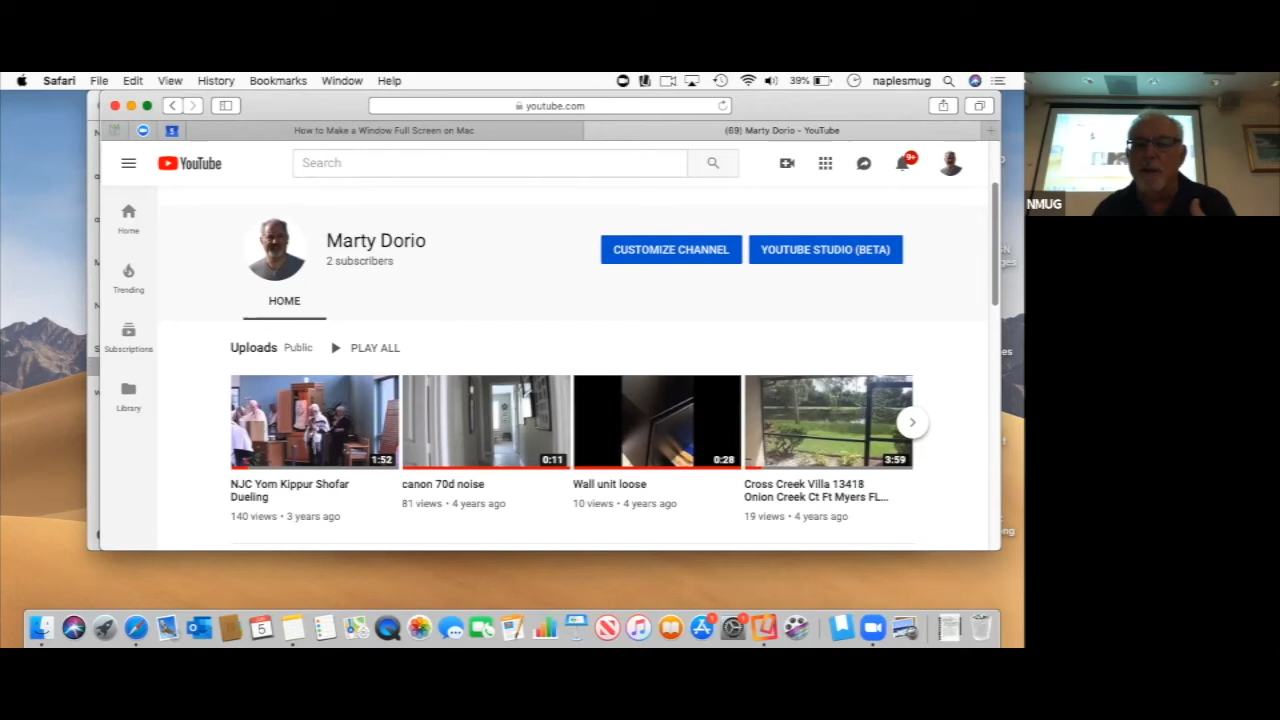 Safari File Edit View History Bookmarks Window Help 39% naplesmug
youtube.com
How to Make a Window Full Screen on Mac (69) Marty Dorio - YouTube
YouTube Search 9+
NMUG
Home
Trending
Subscriptions
Library
Marty Dorio
2 subscribers
CUSTOMIZE CHANNEL YOUTUBE STUDIO (BETA)
HOME
Uploads Public PLAY ALL
1:52 0:11 0:28 3:59
NJC Yom Kippur Shofar
Dueling
140 views • 3 years ago
canon 70d noise
81 views • 4 years ago
Wall unit loose
10 views • 4 years ago
Cross Creek Villa 13418
Onion Creek Ct Ft Myers FL...
19 views • 4 years ago
5